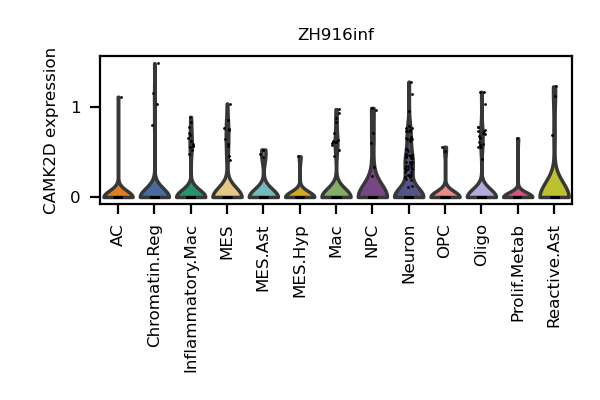 ZH916inf
CAMK2D expression
1
0
AC
Chromatin.Reg
Inflammatory.Mac
MES
MES.Ast
MES.Hyp
Mac
NPC
Neuron
OPC
Oligo
Prolif.Metab
Reactive.Ast